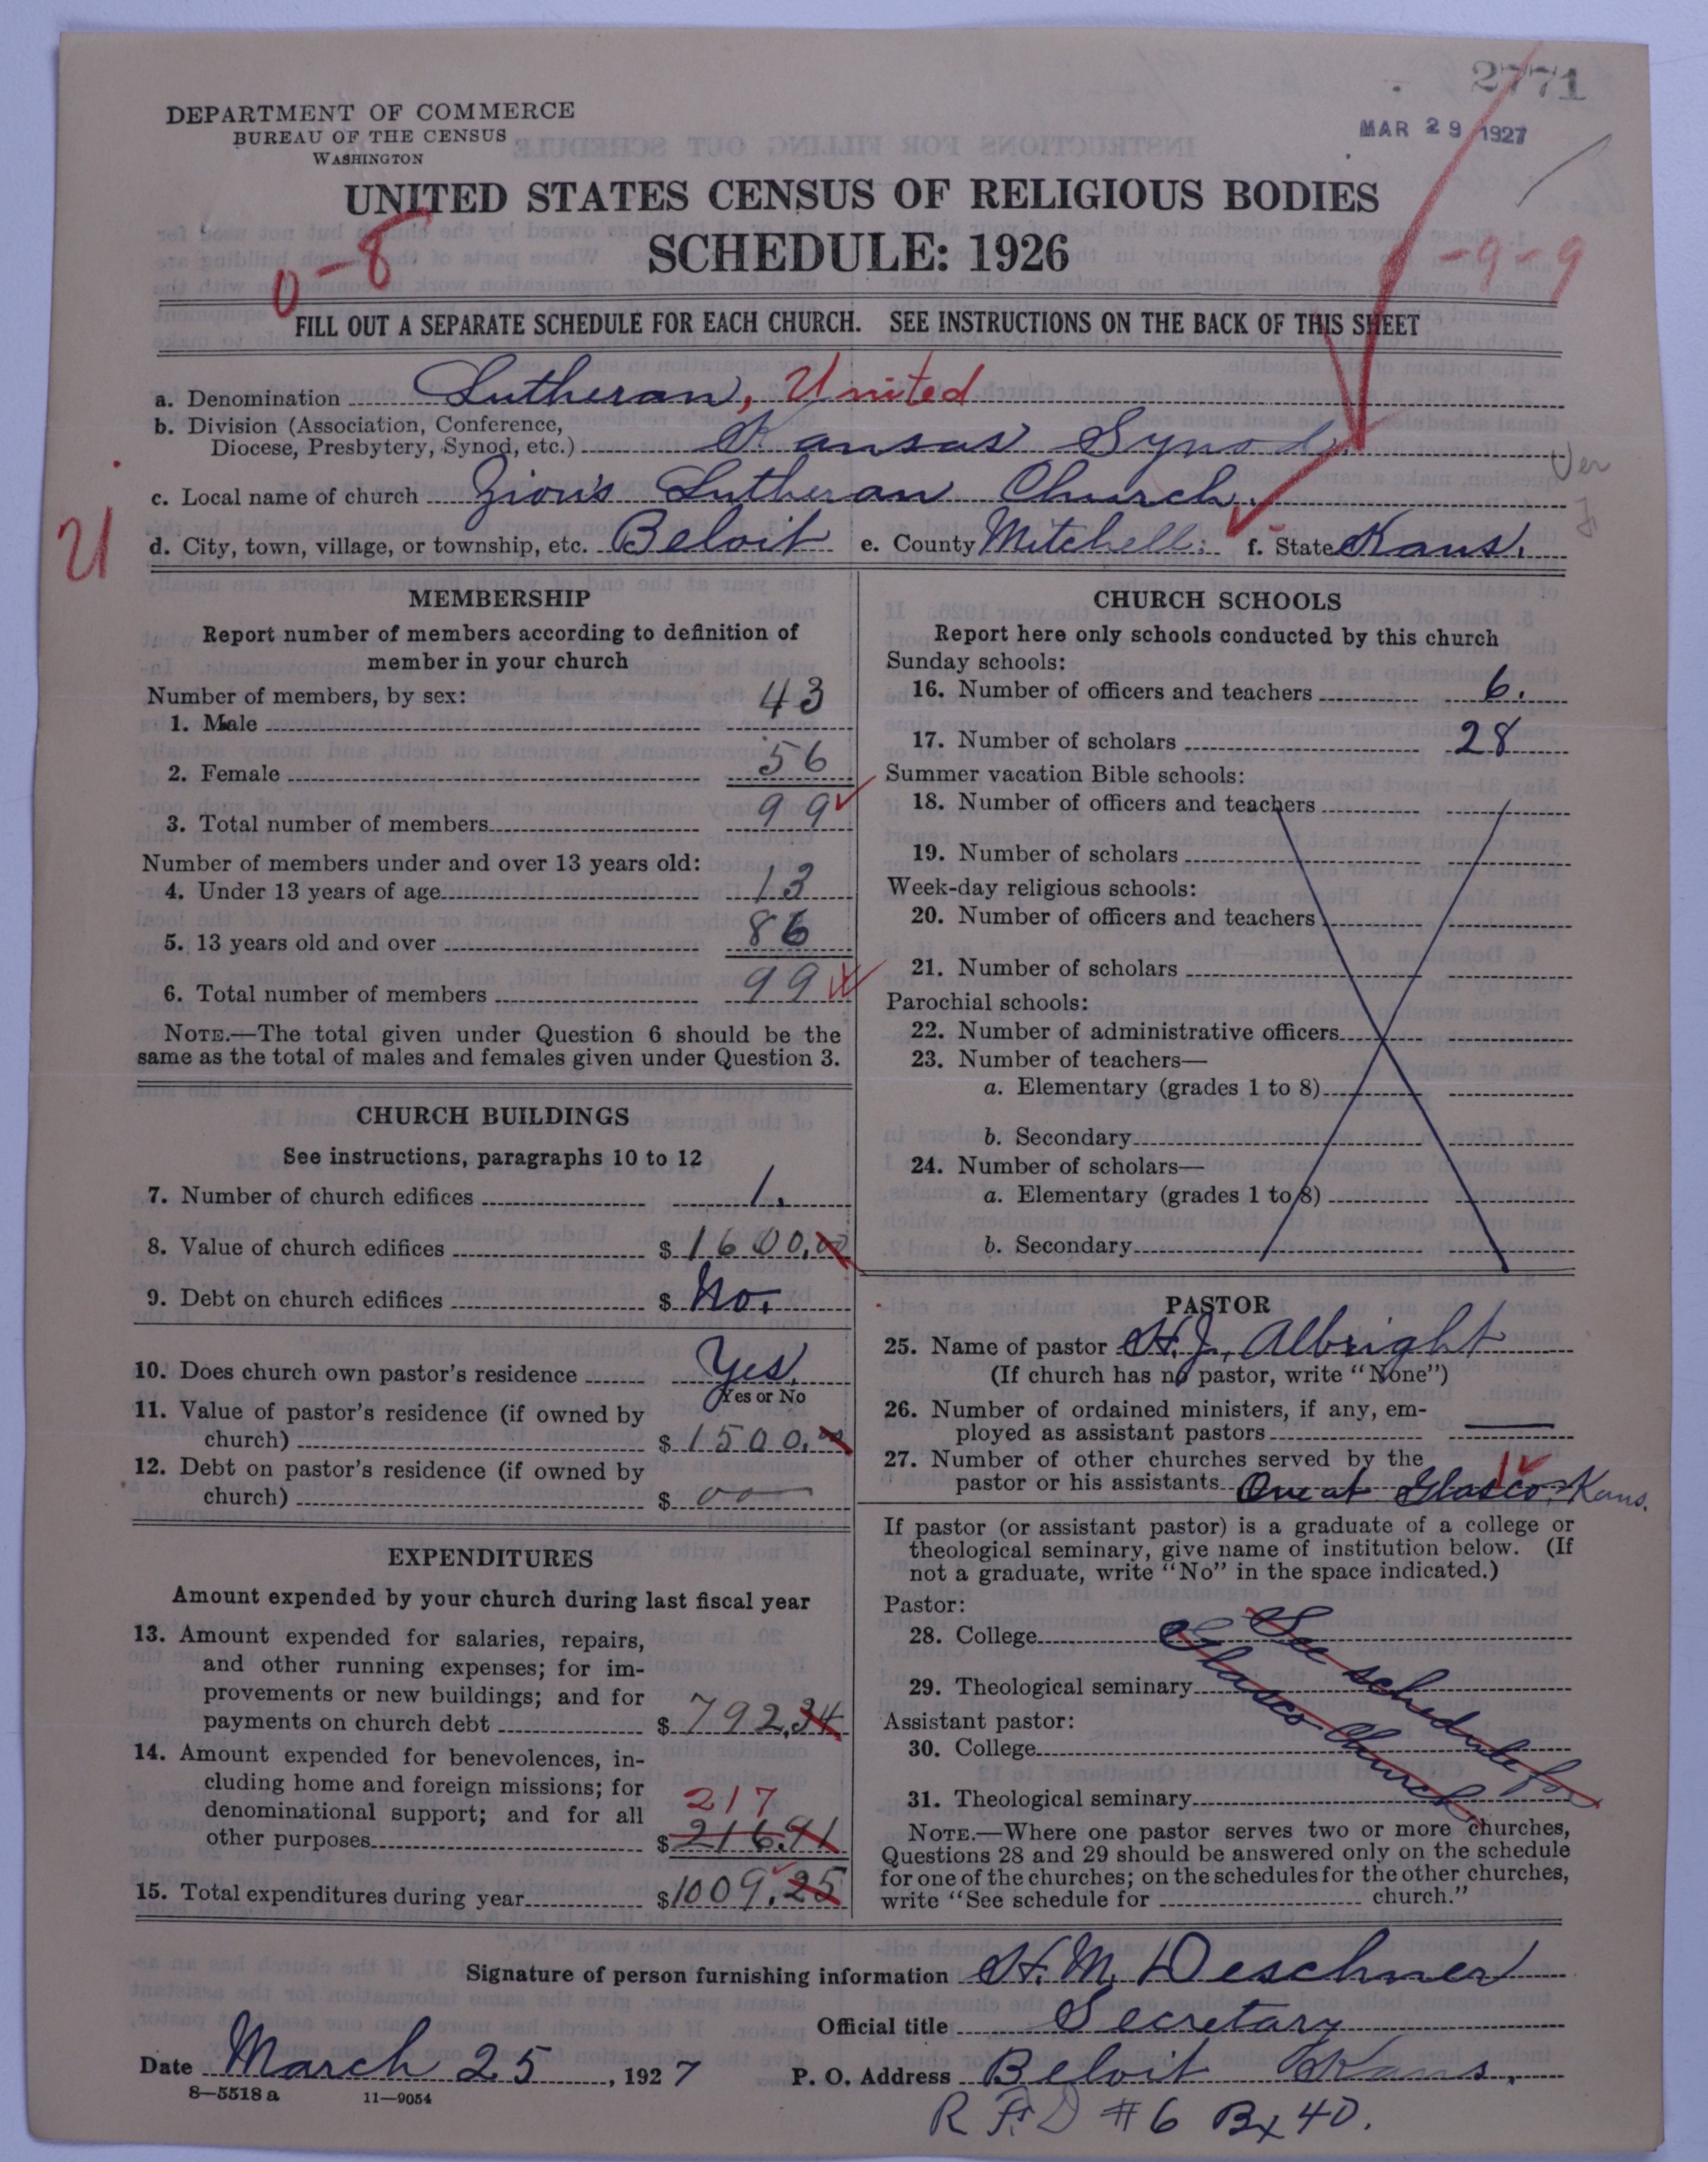 2771
MAR 29 1927
DEPARTMENT OF COMMERCE
BUREAU OF THE CENSUS
WASHINGTON
UNITED STATES CENSUS OF RELIGIOUS BODIES
SCHEDULE: 1926
0-8
-9-9
FILL OUT A SEPARATE SCHEDULE FOR EACH CHURCH. SEE INSTRUCTIONS ON THE BACK OF THIS SHEET
a. Denomination Lutheran, United
b. Division (Association, Conference,
Diocese, Presbytery, Synod, etc.) Kansas Synod.
c. Local name of church Zion's Lutheran Church.
U
d. City, town, village, or township, etc. Beloit e. County Mitchell. f. State Kans.
MEMBERSHIP
Report number of members according to definition of
member in your church
Number of members, by sex:
1. Male 43
2. Female 56
3. Total number of members 99
Number of members under and over 13 years old:
4. Under 13 years of age 13
5. 13 years old and over 86
6. Total number of members 99
NOTE.—The total given under Question 6 should be the
same as the total of males and females given under Question 3.
CHURCH BUILDINGS
See instructions, paragraphs 10 to 12
7. Number of church edifices 1.
8. Value of church edifices $ 1600.00
9. Debt on church edifices $ No.
10. Does church own pastor's residence Yes.
Yes or No
11. Value of pastor's residence (if owned by
church) $ 1500.00
12. Debt on pastor's residence (if owned by
church) $ 00
EXPENDITURES
Amount expended by your church during last fiscal year
13. Amount expended for salaries, repairs,
and other running expenses; for im-
provements or new buildings; and for
payments on church debt $ 792.34
14. Amount expended for benevolences, in-
cluding home and foreign missions; for
denominational support; and for all 217
other purposes $ 216.91
15. Total expenditures during year $1009.25
CHURCH SCHOOLS
Report here only schools conducted by this church
Sunday schools:
16. Number of officers and teachers 6.
17. Number of scholars 28
Summer vacation Bible schools:
18. Number of officers and teachers
19. Number of scholars
Week-day religious schools:
20. Number of officers and teachers
21. Number of scholars
Parochial schools:
22. Number of administrative officers
23. Number of teachers—
a. Elementary (grades 1 to 8)
b. Secondary
24. Number of scholars—
a. Elementary (grades 1 to 8)
b. Secondary
PASTOR
25. Name of pastor H.J. Albright
(If church has no pastor, write "None")
26. Number of ordained ministers, if any, em-
ployed as assistant pastors
27. Number of other churches served by the 1
pastor or his assistants One at Glasco, Kans.
If pastor (or assistant pastor) is a graduate of a college or
theological seminary, give name of institution below. (If
not a graduate, write "No" in the space indicated.)
Pastor:
28. College
29. Theological seminary
Assistant pastor:
30. College
31. Theological seminary
See schedule for
Glasco Church
NOTE.—Where one pastor serves two or more churches,
Questions 28 and 29 should be answered only on the schedule
for one of the churches; on the schedules for the other churches,
write "See schedule for church."
Signature of person furnishing information H.M. Deschner
Official title Secretary
Date March 25, 1927 P. O. Address Beloit Kans.
8—5518 a 11—9054
R F.D #6 Bx 40.